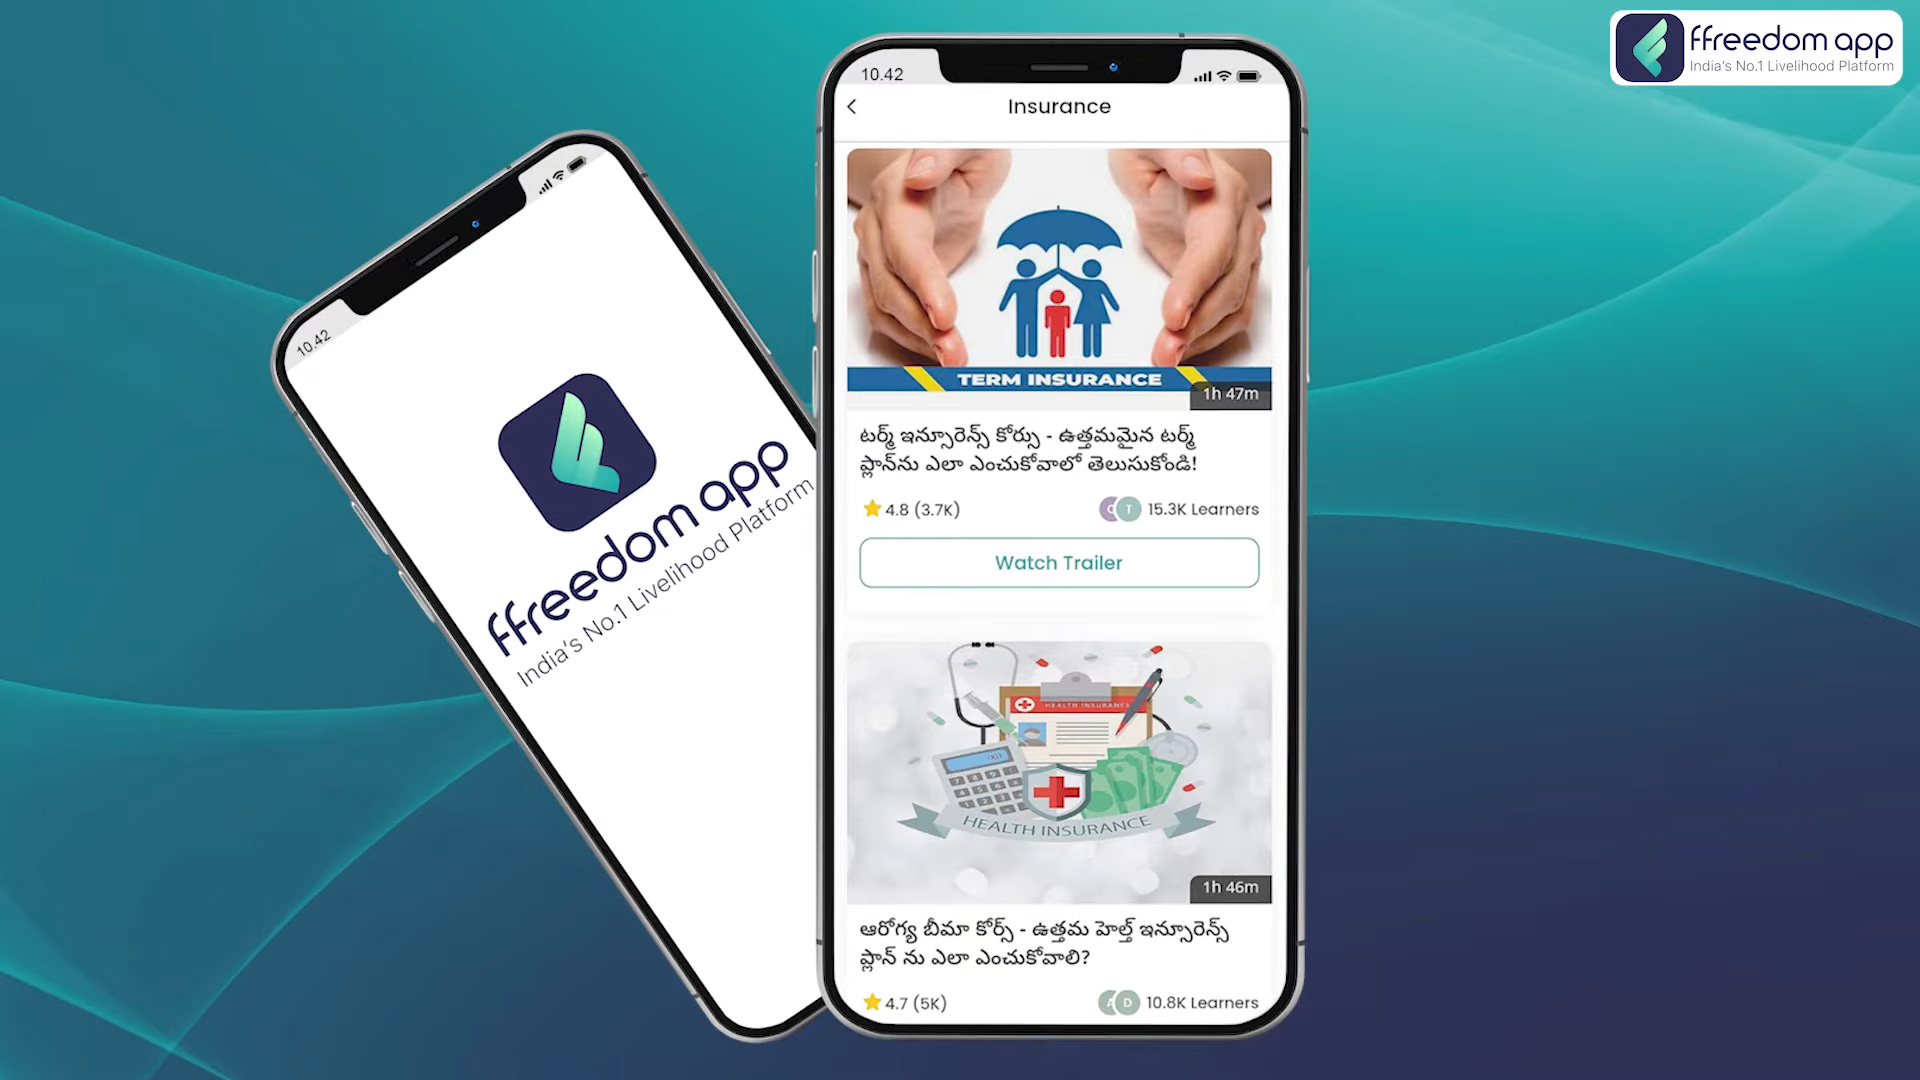 ffreedom app
India's No.1 Livelihood Platform
10.42
Insurance
TERM INSURANCE
1h 47m
టర్మ్ ఇన్సూరెన్స్ కోర్సు - ఉత్తమమైన టర్మ్
ప్లాన్‌ను ఎలా ఎంచుకోవాలో తెలుసుకోండి!
4.8 (3.7K)
T
15.3K Learners
Watch Trailer
HEALTH INSURANCE
HEALTH INSURANCE
1h 46m
ఆరోగ్య బీమా కోర్స్ - ఉత్తమ హెల్త్ ఇన్సూరెన్స్
ప్లాన్ ను ఎలా ఎంచుకోవాలి?
4.7 (5K)
A D
10.8K Learners
10.42
ffreedom app
India's No.1 Livelihood Platform